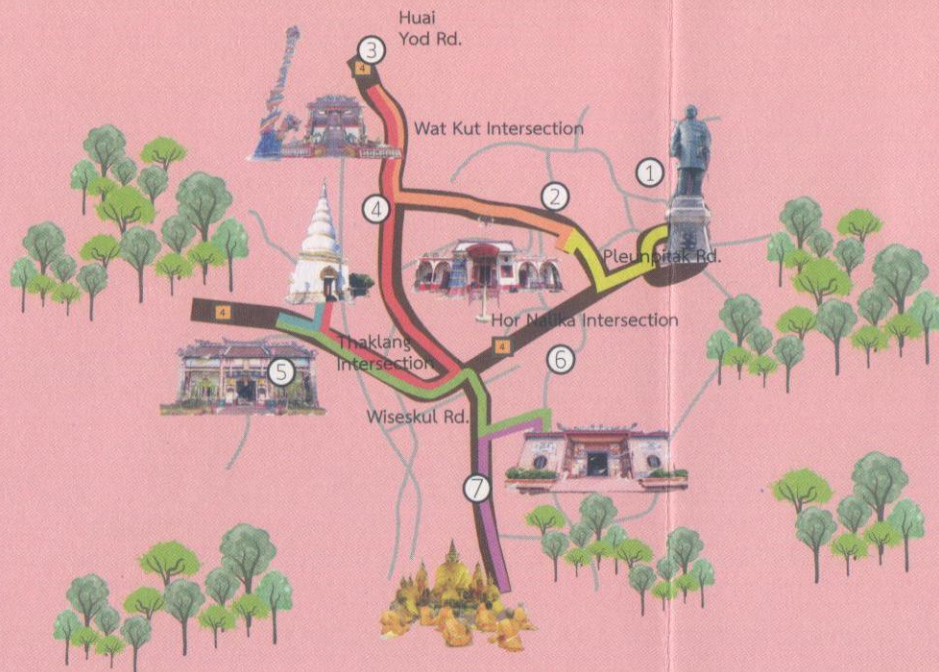 Huai
Yod Rd.
3
4
Wat Kut Intersection
1
2
4
Pleunpitak Rd.
4
Hor Nalika Intersection
4
Thaklang
Intersection
5
6
Wiseskul Rd.
7